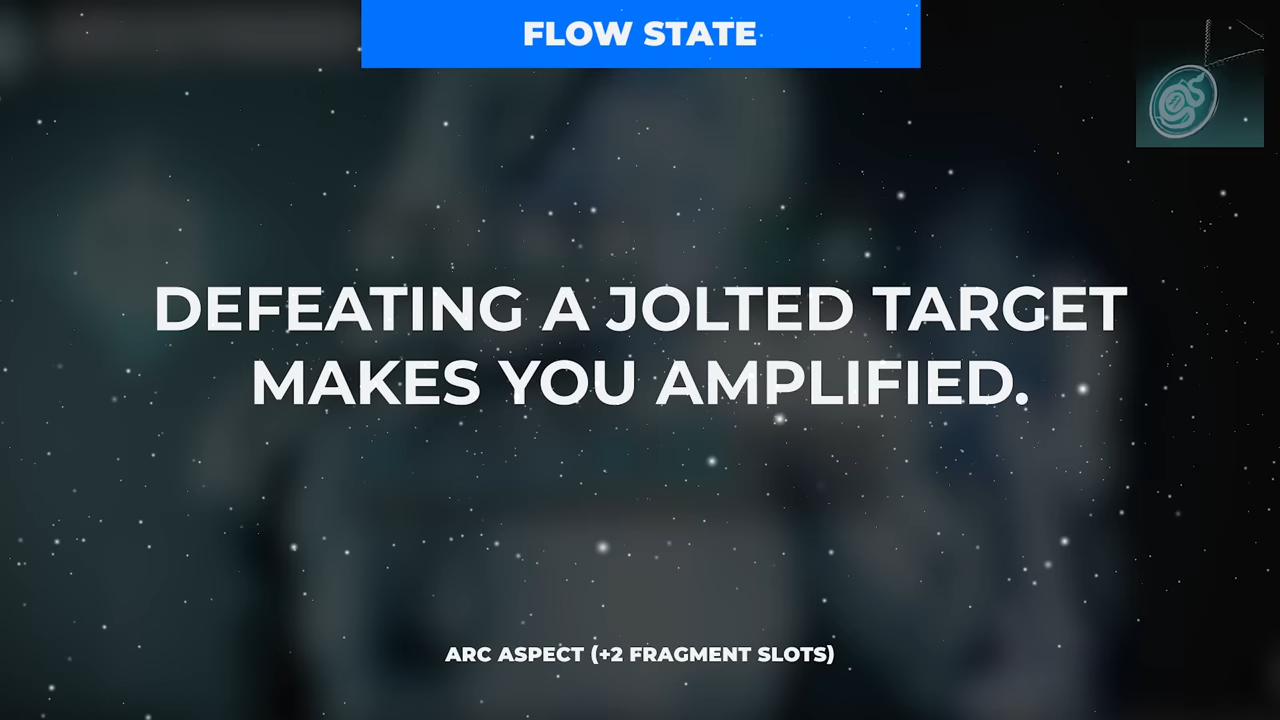 FLOW STATE
DEFEATING A JOLTED TARGET
MAKES YOU AMPLIFIED.
ARC ASPECT (+2 FRAGMENT SLOTS)